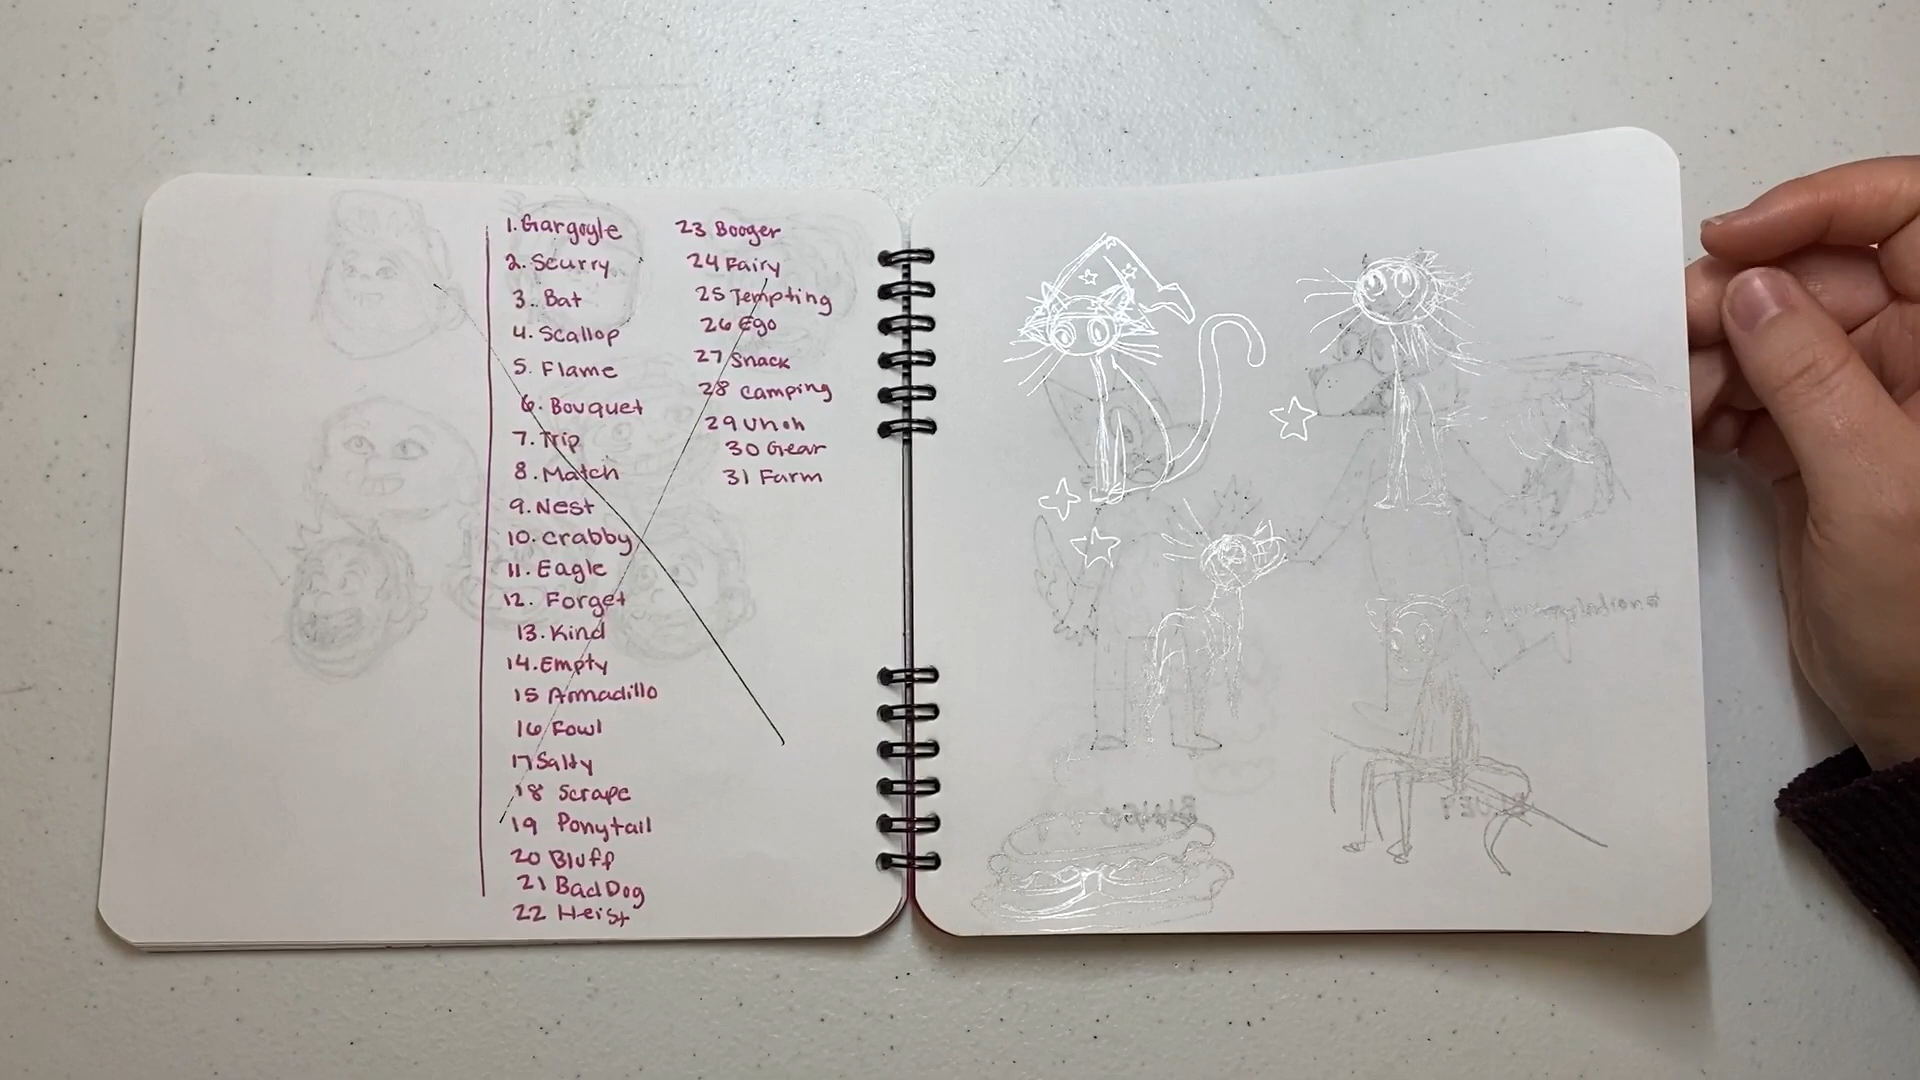 1. Gargoyle
2. Scurry
3. Bat
4. Scallop
5. Flame
6. Bouquet
7. Trip
8. Match
9. Nest
10. Crabby
11. Eagle
12. Forget
13. Kind
14. Empty
15 Armadillo
16 Fowl
17 Salty
18 Scrape
19 Ponytail
20 Bluff
21 Bad Dog
22 Heist
23 Booger
24 Fairy
25 Tempting
26 Ego
27 Snack
28 Camping
29 Uh oh
30 Gear
31 Farm